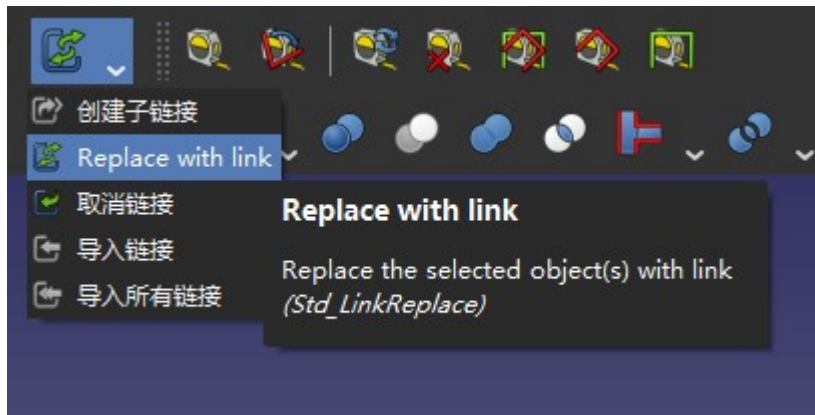 创建子链接
Replace with link
取消链接
导入链接
导入所有链接
Replace with link
Replace the selected object(s) with link
(Std_LinkReplace)